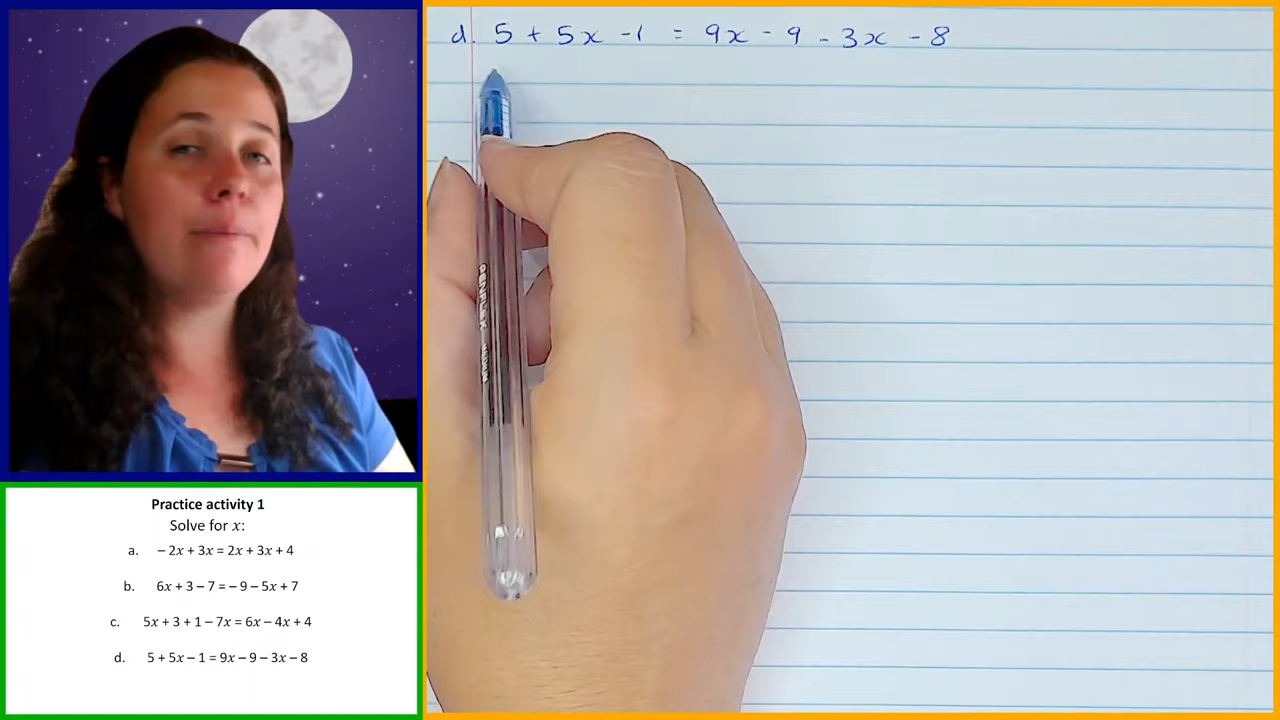 d. 5 + 5x - 1 = 9x - 9 - 3x - 8
PENFLEX
Practice activity 1
Solve for x:
a. – 2x + 3x = 2x + 3x + 4
b. 6x + 3 – 7 = – 9 – 5x + 7
c. 5x + 3 + 1 – 7x = 6x – 4x + 4
d. 5 + 5x – 1 = 9x – 9 – 3x – 8